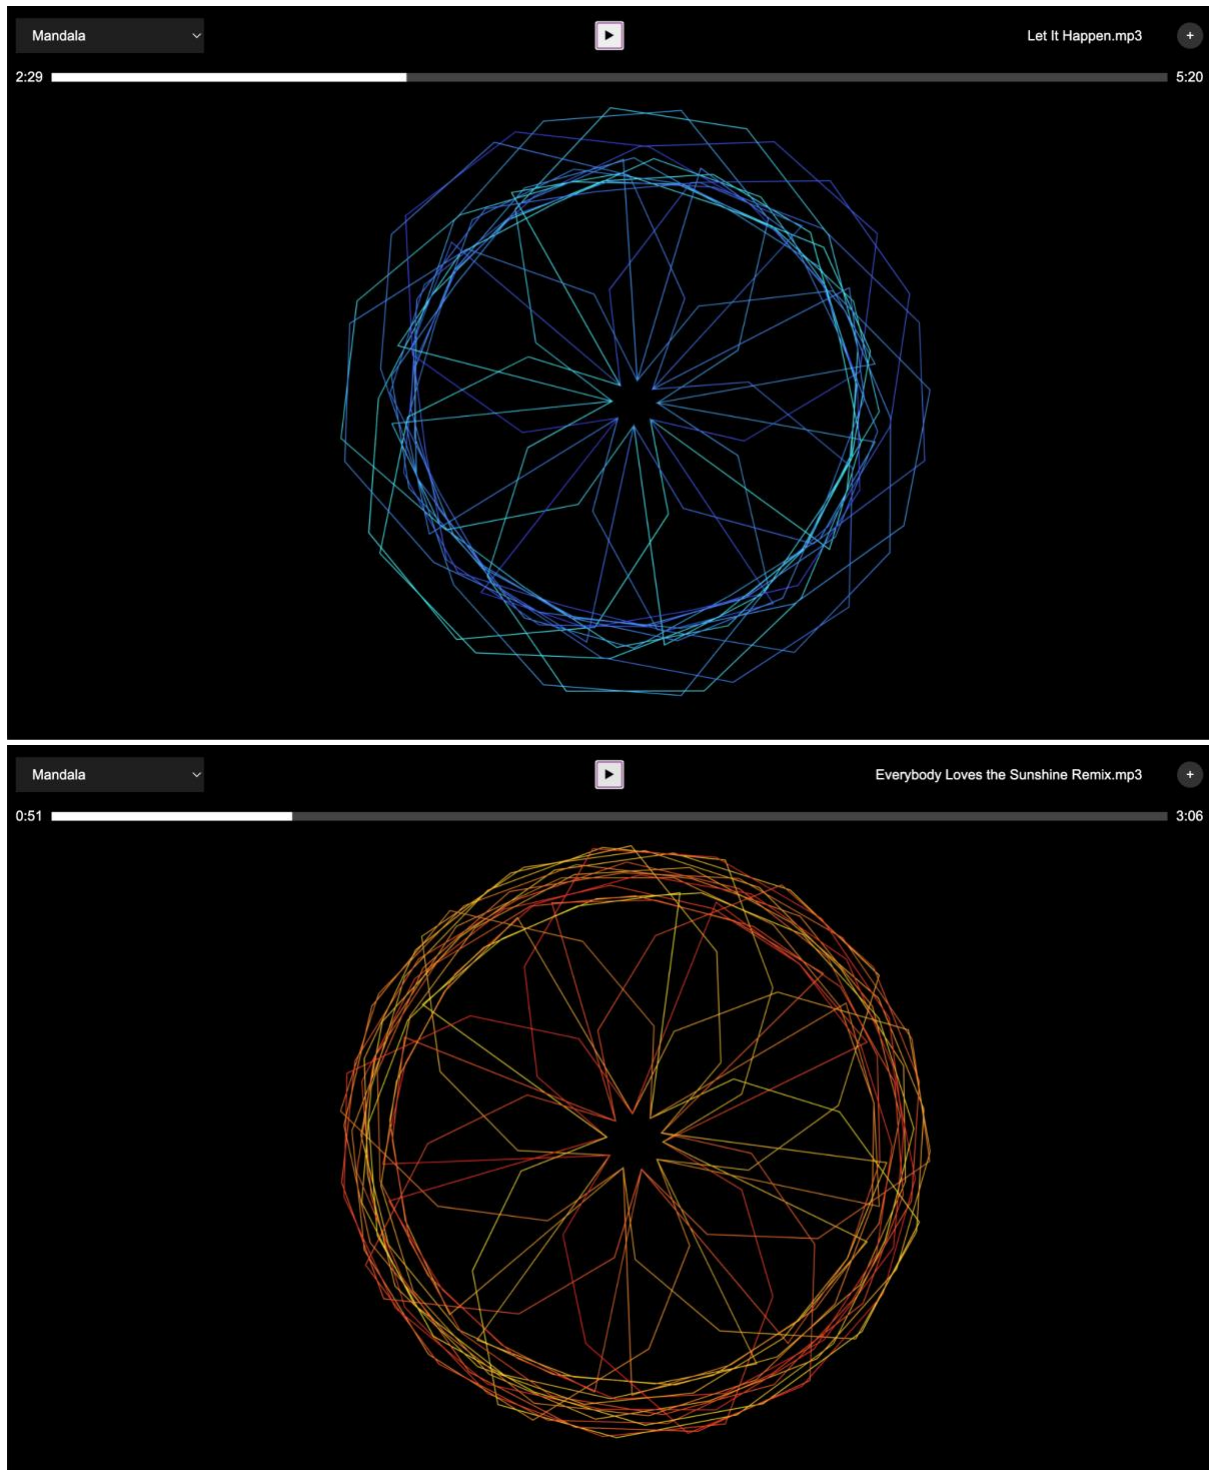 Mandala
Let It Happen.mp3
+
2:29
5:20
Mandala
Everybody Loves the Sunshine Remix.mp3
+
0:51
3:06